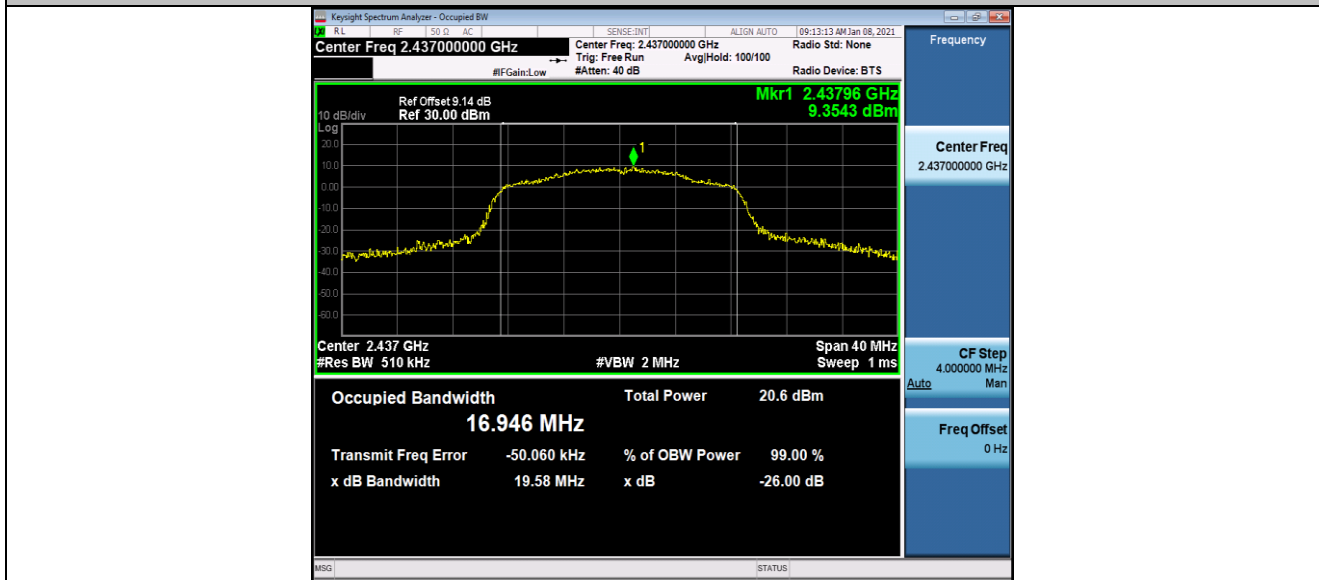 Keysight Spectrum Analyzer - Occupied BW
RL RF 50 Ω AC SENSE:INT ALIGN AUTO 09:13:13 AM Jan 08, 2021
Center Freq 2.437000000 GHz
Center Freq: 2.437000000 GHz Radio Std: None
Trig: Free Run Avg|Hold: 100/100
#IFGain:Low #Atten: 40 dB Radio Device: BTS
Mkr1 2.43796 GHz
9.3543 dBm
Ref Offset 9.14 dB
10 dB/div Ref 30.00 dBm
Log
20.0
1
10.0
0.00
-10.0
-20.0
-30.0
-40.0
-50.0
-60.0
Center 2.437 GHz Span 40 MHz
#Res BW 510 kHz #VBW 2 MHz Sweep 1 ms
Occupied Bandwidth Total Power 20.6 dBm
16.946 MHz
Transmit Freq Error -50.060 kHz % of OBW Power 99.00 %
x dB Bandwidth 19.58 MHz x dB -26.00 dB
MSG STATUS
Frequency
Center Freq
2.437000000 GHz
CF Step
4.000000 MHz
Auto Man
Freq Offset
0 Hz